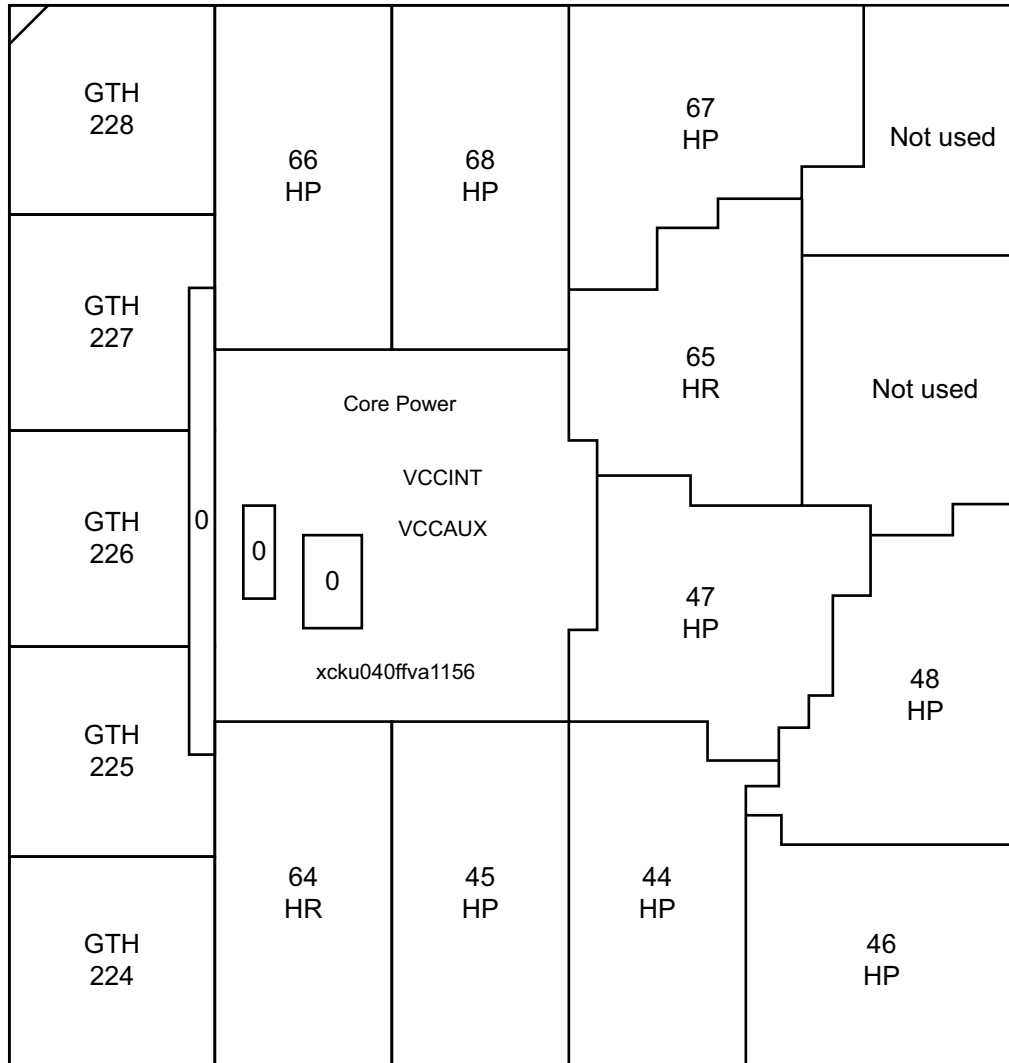 GTH
228
66
HP
68
HP
67
HP
Not used
GTH
227
65
HR
Not used
Core Power
VCCINT
VCCAUX
GTH
226
0
0
0
47
HP
xcku040ffva1156
48
HP
GTH
225
64
HR
45
HP
44
HP
46
HP
GTH
224